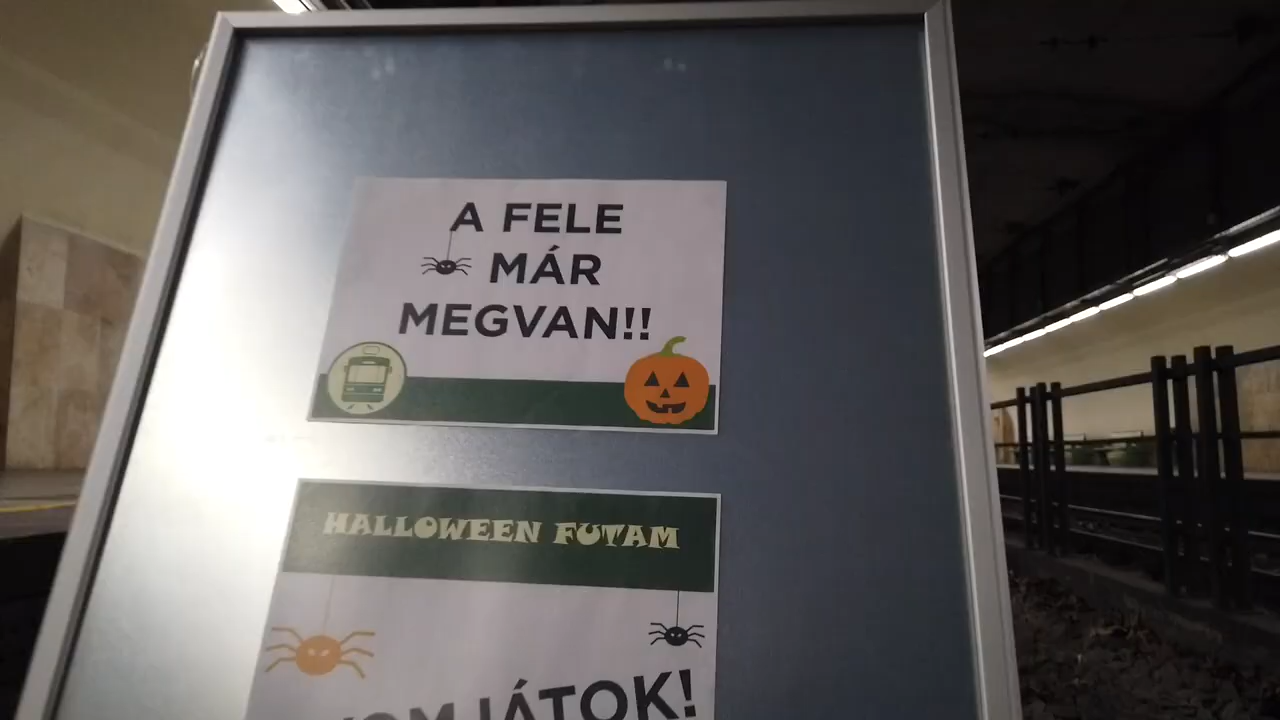 A FELE
MÁR
MEGVAN!!
HALLOWEEN FUTAM
JÁTOK!